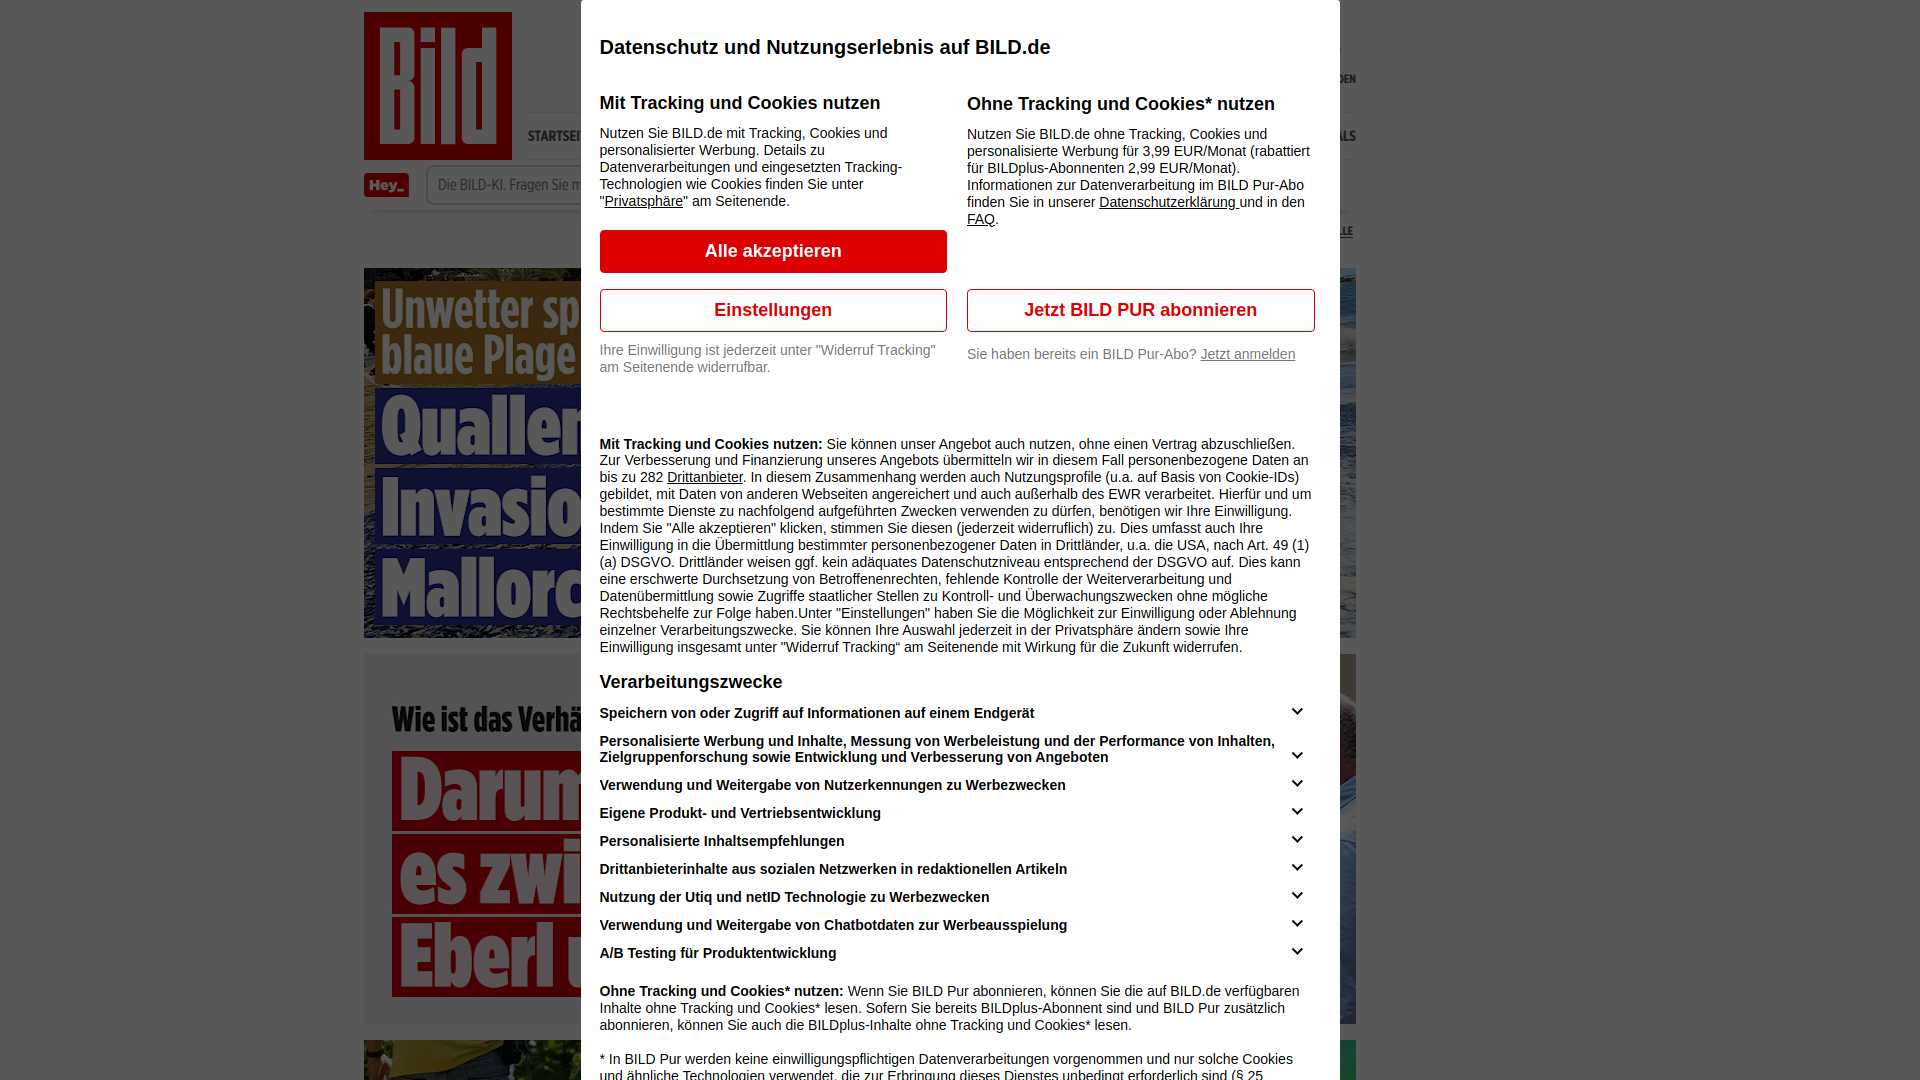 Bild
DEN
STARTSEI
ALS
Hey_
Die BILD-KI. Fragen Sie m
LLE
Unwetter sp
blaue Plage
Quallen
Invasio
Mallorc
Wie ist das Verhä
Darum
es zwi
Eberl u
Datenschutz und Nutzungserlebnis auf BILD.de
Mit Tracking und Cookies nutzen
Nutzen Sie BILD.de mit Tracking, Cookies und
personalisierter Werbung. Details zu
Datenverarbeitungen und eingesetzten Tracking-
Technologien wie Cookies finden Sie unter
"Privatsphäre" am Seitenende.
Alle akzeptieren
Einstellungen
Ihre Einwilligung ist jederzeit unter "Widerruf Tracking"
am Seitenende widerrufbar.
Ohne Tracking und Cookies* nutzen
Nutzen Sie BILD.de ohne Tracking, Cookies und
personalisierte Werbung für 3,99 EUR/Monat (rabattiert
für BILDplus-Abonnenten 2,99 EUR/Monat).
Informationen zur Datenverarbeitung im BILD Pur-Abo
finden Sie in unserer Datenschutzerklärung und in den
FAQ.
Jetzt BILD PUR abonnieren
Sie haben bereits ein BILD Pur-Abo? Jetzt anmelden
Mit Tracking und Cookies nutzen: Sie können unser Angebot auch nutzen, ohne einen Vertrag abzuschließen.
Zur Verbesserung und Finanzierung unseres Angebots übermitteln wir in diesem Fall personenbezogene Daten an
bis zu 282 Drittanbieter. In diesem Zusammenhang werden auch Nutzungsprofile (u.a. auf Basis von Cookie-IDs)
gebildet, mit Daten von anderen Webseiten angereichert und auch außerhalb des EWR verarbeitet. Hierfür und um
bestimmte Dienste zu nachfolgend aufgeführten Zwecken verwenden zu dürfen, benötigen wir Ihre Einwilligung.
Indem Sie "Alle akzeptieren" klicken, stimmen Sie diesen (jederzeit widerruflich) zu. Dies umfasst auch Ihre
Einwilligung in die Übermittlung bestimmter personenbezogener Daten in Drittländer, u.a. die USA, nach Art. 49 (1)
(a) DSGVO. Drittländer weisen ggf. kein adäquates Datenschutzniveau entsprechend der DSGVO auf. Dies kann
eine erschwerte Durchsetzung von Betroffenenrechten, fehlende Kontrolle der Weiterverarbeitung und
Datenübermittlung sowie Zugriffe staatlicher Stellen zu Kontroll- und Überwachungszwecken ohne mögliche
Rechtsbehelfe zur Folge haben.Unter "Einstellungen" haben Sie die Möglichkeit zur Einwilligung oder Ablehnung
einzelner Verarbeitungszwecke. Sie können Ihre Auswahl jederzeit in der Privatsphäre ändern sowie Ihre
Einwilligung insgesamt unter "Widerruf Tracking“ am Seitenende mit Wirkung für die Zukunft widerrufen.
Verarbeitungszwecke
Speichern von oder Zugriff auf Informationen auf einem Endgerät
Personalisierte Werbung und Inhalte, Messung von Werbeleistung und der Performance von Inhalten,
Zielgruppenforschung sowie Entwicklung und Verbesserung von Angeboten
Verwendung und Weitergabe von Nutzerkennungen zu Werbezwecken
Eigene Produkt- und Vertriebsentwicklung
Personalisierte Inhaltsempfehlungen
Drittanbieterinhalte aus sozialen Netzwerken in redaktionellen Artikeln
Nutzung der Utiq und netID Technologie zu Werbezwecken
Verwendung und Weitergabe von Chatbotdaten zur Werbeausspielung
A/B Testing für Produktentwicklung
Ohne Tracking und Cookies* nutzen: Wenn Sie BILD Pur abonnieren, können Sie die auf BILD.de verfügbaren
Inhalte ohne Tracking und Cookies* lesen. Sofern Sie bereits BILDplus-Abonnent sind und BILD Pur zusätzlich
abonnieren, können Sie auch die BILDplus-Inhalte ohne Tracking und Cookies* lesen.
* In BILD Pur werden keine einwilligungspflichtigen Datenverarbeitungen vorgenommen und nur solche Cookies
und ähnliche Technologien verwendet, die zur Erbringung dieses Dienstes unbedingt erforderlich sind (§ 25